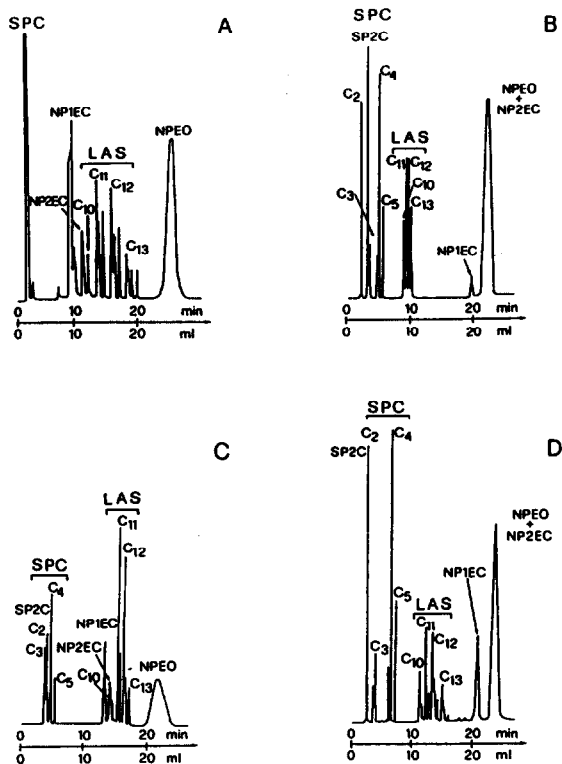 A
SPC
NP1EC
LAS
C11
C12
NPEO
NP2EC
C10
C13
0 10 20 min
0 10 20 ml
B
SPC
SP2C
C4
C2
NPEO
+
NP2EC
LAS
C11 C12
C10
C3
C5
C13
NP1EC
0 10 20 min
0 10 20 ml
C
LAS
C11
C12
SPC
C4
SP2C
C2
NP1EC
C3
NP2EC
NPEO
C5
C10
C13
0 10 20 min
0 10 20 ml
D
SPC
C2 C4
SP2C
NPEO
+
NP2EC
NP1EC
C5
LAS
C11
C12
C3
C10
C13
0 10 20 min
0 10 20 ml